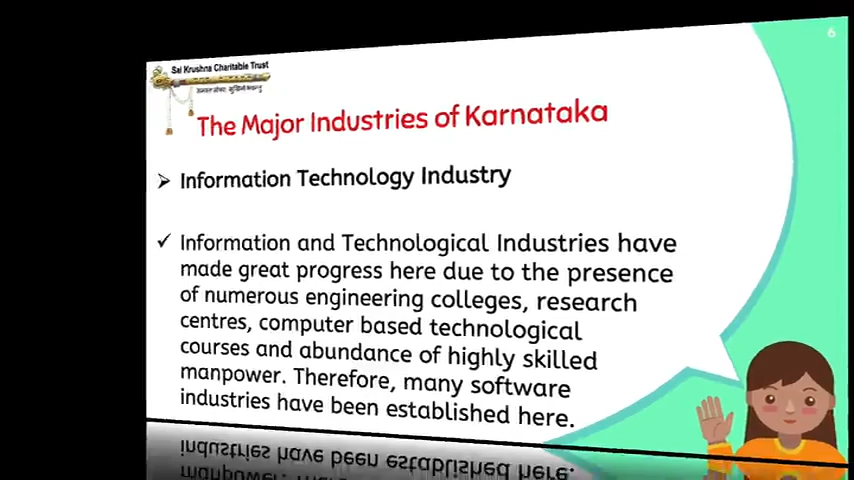 6
Sai Krushna Charitable Trust
The Major Industries of Karnataka
➢ Information Technology Industry
✓ Information and Technological Industries have
made great progress here due to the presence
of numerous engineering colleges, research
centres, computer based technological
courses and abundance of highly skilled
manpower. Therefore, many software
industries have been established here.